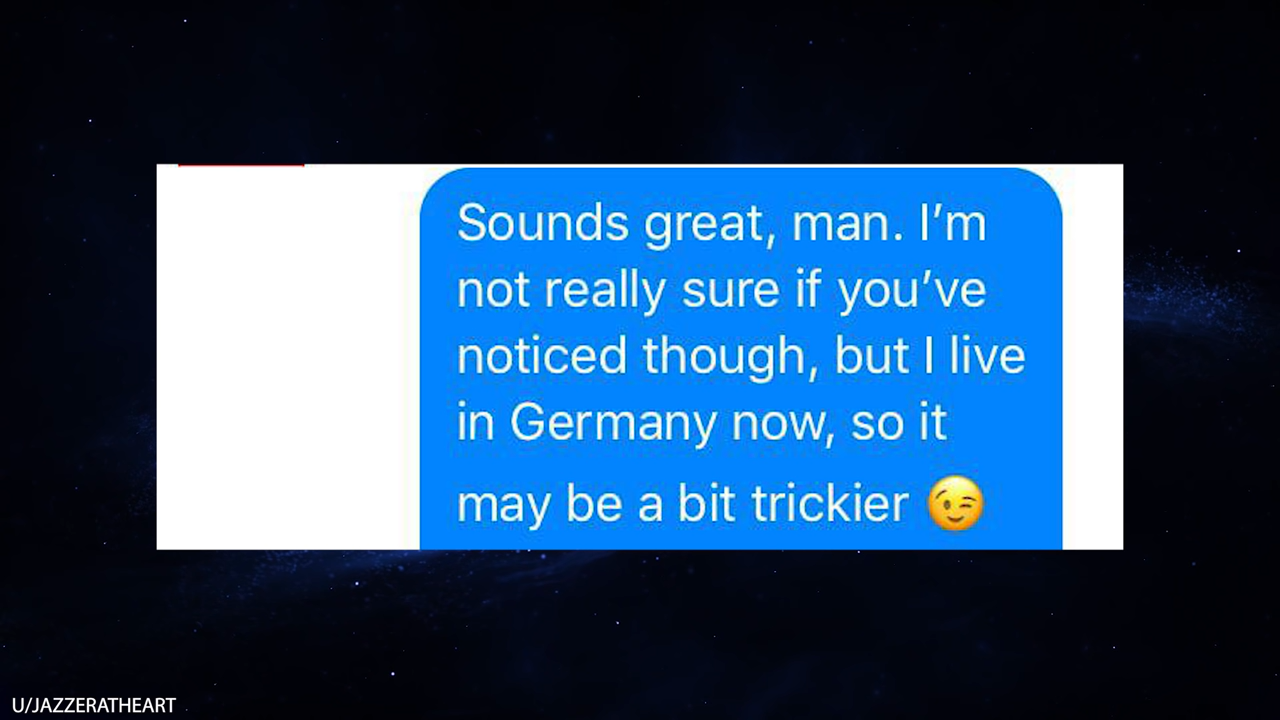 Sounds great, man. I’m
not really sure if you’ve
noticed though, but I live
in Germany now, so it
may be a bit trickier 😉
U/JAZZERATHEART